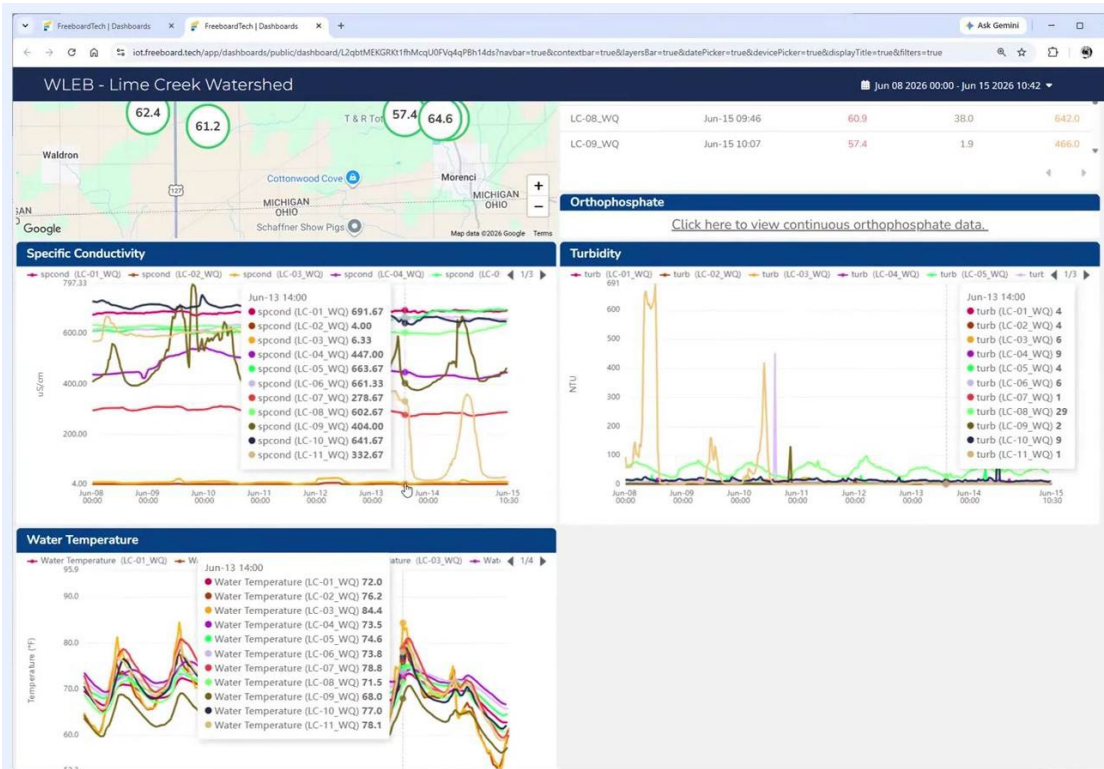 FreeboardTech | Dashboards
FreeboardTech | Dashboards
Ask Gemini
iot.freeboard.tech/app/dashboards/public/dashboard/L2qbtMEKGRKt1fhMcqU0FVq4qPBh14ds?navbar=true&contextbar=true&layersBar=true&datePicker=true&devicePicker=true&displayTitle=true&filters=true
WLEB - Lime Creek Watershed
Jun 08 2026 00:00 - Jun 15 2026 10:42
62.4
61.2
T & R Tot
57.4
64.6
Waldron
127
Cottonwood Cove
Morenci
MICHIGAN
OHIO
MICHIGAN
OHIO
Schaffner Show Pigs
Google
Map data ©2026 Google
Terms
LC-08_WQ Jun-15 09:46 60.9 38.0 642.0
LC-09_WQ Jun-15 10:07 57.4 1.9 466.0
Orthophosphate
Click here to view continuous orthophosphate data.
Specific Conductivity
spcond (LC-01_WQ) spcond (LC-02_WQ) spcond (LC-03_WQ) spcond (LC-04_WQ) spcond (LC-0 1/3
797.33
600.00
400.00
200.00
4.00
uS/cm
Jun-13 14:00
spcond (LC-01_WQ) 691.67
spcond (LC-02_WQ) 4.00
spcond (LC-03_WQ) 6.33
spcond (LC-04_WQ) 447.00
spcond (LC-05_WQ) 663.67
spcond (LC-06_WQ) 661.33
spcond (LC-07_WQ) 278.67
spcond (LC-08_WQ) 602.67
spcond (LC-09_WQ) 404.00
spcond (LC-10_WQ) 641.67
spcond (LC-11_WQ) 332.67
Jun-08 Jun-09 Jun-10 Jun-11 Jun-12 Jun-13 Jun-14 Jun-15
00:00 00:00 00:00 00:00 00:00 00:00 00:00 10:30
Turbidity
turb (LC-01_WQ) turb (LC-02_WQ) turb (LC-03_WQ) turb (LC-04_WQ) turb (LC-05_WQ) turt 1/3
691
600
500
400
300
200
100
0
NTU
Jun-13 14:00
turb (LC-01_WQ) 4
turb (LC-02_WQ) 4
turb (LC-03_WQ) 6
turb (LC-04_WQ) 9
turb (LC-05_WQ) 4
turb (LC-06_WQ) 6
turb (LC-07_WQ) 1
turb (LC-08_WQ) 29
turb (LC-09_WQ) 2
turb (LC-10_WQ) 9
turb (LC-11_WQ) 1
Jun-08 Jun-09 Jun-10 Jun-11 Jun-12 Jun-13 Jun-14 Jun-15
00:00 00:00 00:00 00:00 00:00 00:00 00:00 10:30
Water Temperature
Water Temperature (LC-01_WQ) W ature (LC-03_WQ) Wat 1/4
95.9
90.0
80.0
70.0
60.0
Temperature (°F)
Jun-13 14:00
Water Temperature (LC-01_WQ) 72.0
Water Temperature (LC-02_WQ) 76.2
Water Temperature (LC-03_WQ) 84.4
Water Temperature (LC-04_WQ) 73.5
Water Temperature (LC-05_WQ) 74.6
Water Temperature (LC-06_WQ) 73.8
Water Temperature (LC-07_WQ) 78.8
Water Temperature (LC-08_WQ) 71.5
Water Temperature (LC-09_WQ) 68.0
Water Temperature (LC-10_WQ) 77.0
Water Temperature (LC-11_WQ) 78.1